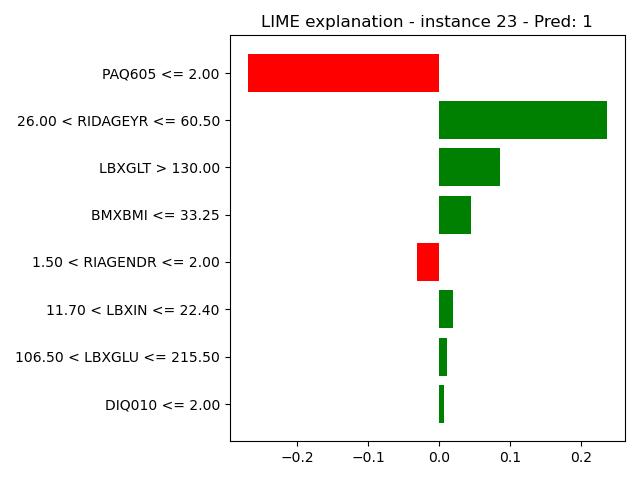 LIME explanation - instance 23 - Pred: 1
PAQ605 <= 2.00
26.00 < RIDAGEYR <= 60.50
LBXGLT > 130.00
BMXBMI <= 33.25
1.50 < RIAGENDR <= 2.00
11.70 < LBXIN <= 22.40
106.50 < LBXGLU <= 215.50
DIQ010 <= 2.00
−0.2 −0.1 0.0 0.1 0.2